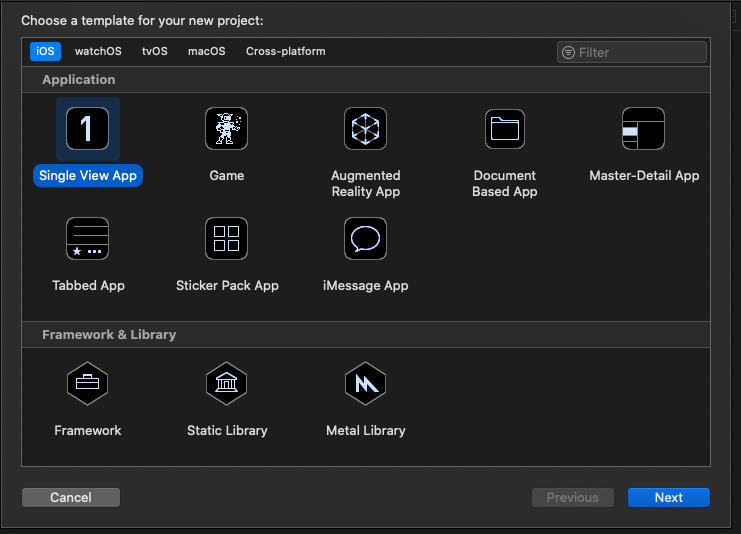 Choose a template for your new project:
iOS watchOS tvOS macOS Cross-platform Filter
Application
1
Single View App Game Augmented Reality App Document Based App Master-Detail App
Tabbed App Sticker Pack App iMessage App
Framework & Library
Framework Static Library Metal Library
Cancel Previous Next